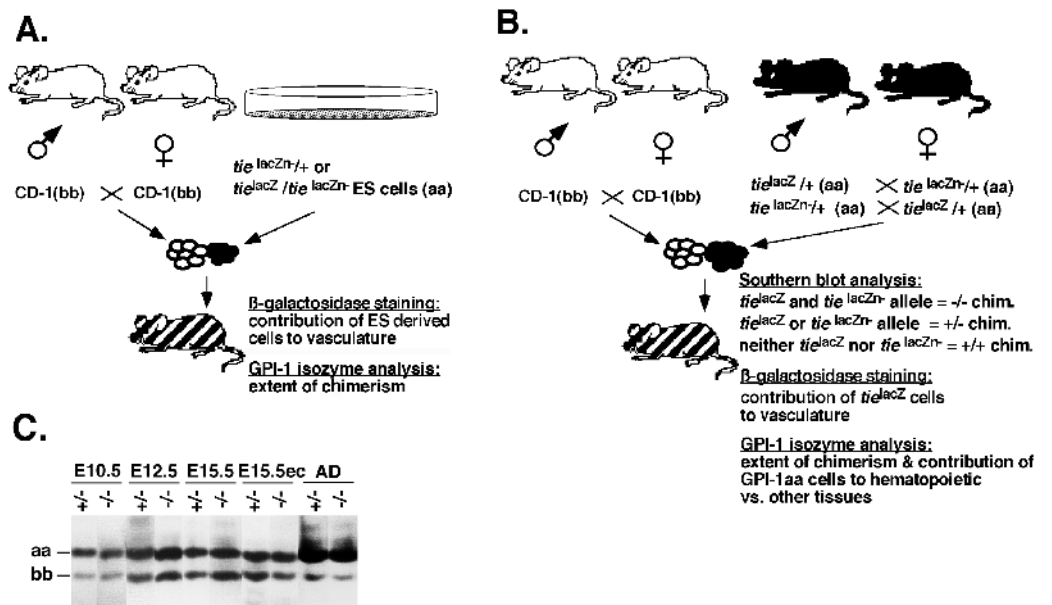 A.
♂ ♀
CD-1(bb) ✕ CD-1(bb)
tie lacZn-/+ or
tie lacZ /tie lacZn- ES cells (aa)
ß-galactosidase staining:
contribution of ES derived
cells to vasculature
GPI-1 isozyme analysis:
extent of chimerism
B.
♂ ♀ ♂ ♀
CD-1(bb) ✕ CD-1(bb)
tie lacZ /+ (aa) ✕ tie lacZn-/+ (aa)
tie lacZn-/+ (aa) ✕ tie lacZ /+ (aa)
Southern blot analysis:
tie lacZ and tie lacZn- allele = -/- chim.
tie lacZ or tie lacZn- allele = +/- chim.
neither tie lacZ nor tie lacZn- = +/+ chim.
ß-galactosidase staining:
contribution of tie lacZ cells
to vasculature
GPI-1 isozyme analysis:
extent of chimerism & contribution of
GPI-1aa cells to hematopoietic
vs. other tissues
C.
E10.5 E12.5 E15.5 E15.5ec AD
+/- -/- +/- -/- +/- -/- +/- -/- +/- -/-
aa
bb